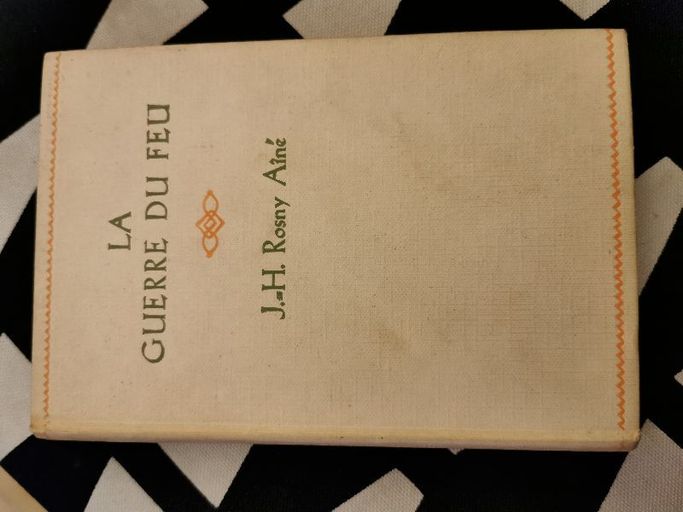 LA
GUERRE DU FEU
J.-H. Rosny Aîné